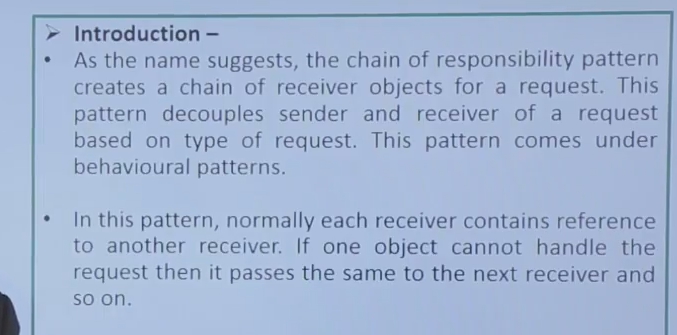 ➤ Introduction –
• As the name suggests, the chain of responsibility pattern
creates a chain of receiver objects for a request. This
pattern decouples sender and receiver of a request
based on type of request. This pattern comes under
behavioural patterns.
• In this pattern, normally each receiver contains reference
to another receiver. If one object cannot handle the
request then it passes the same to the next receiver and
so on.